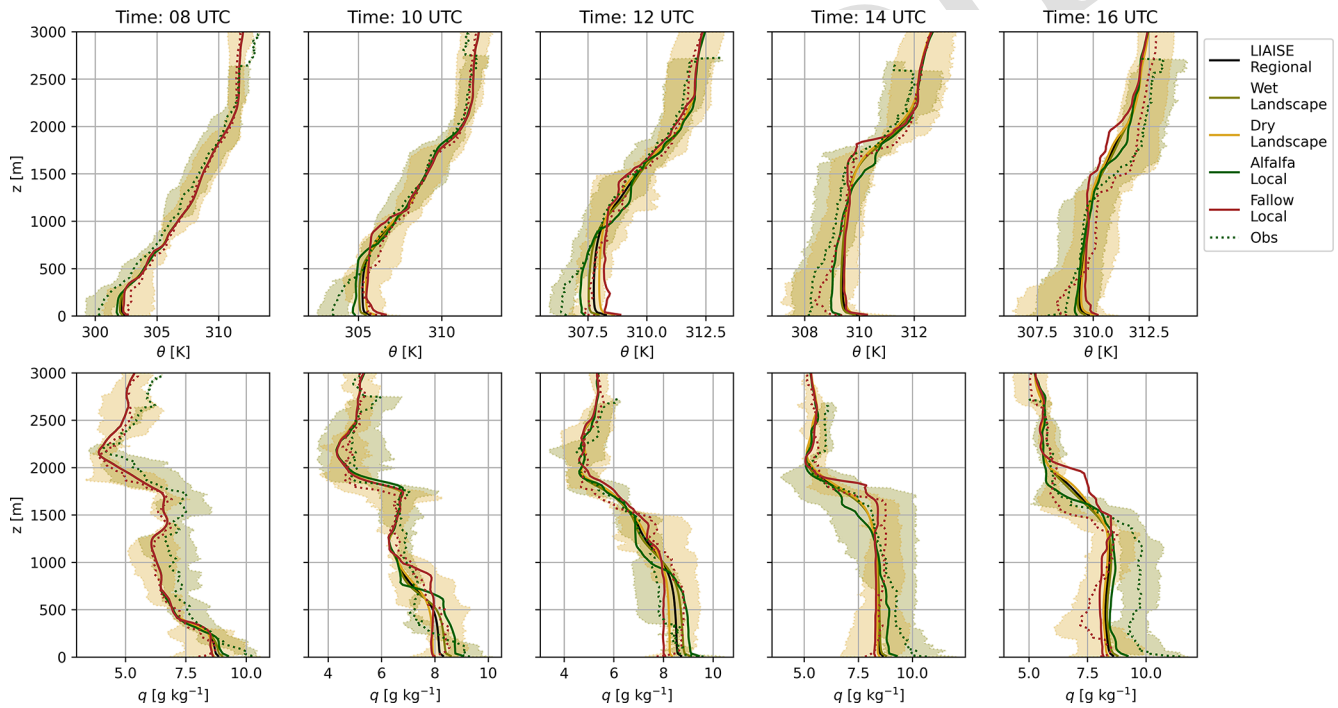 Time: 08 UTC
Time: 10 UTC
Time: 12 UTC
Time: 14 UTC
Time: 16 UTC
3000
2500
2000
1500
1000
500
0
z [m]
300 305 310
305 310
307.5 310.0 312.5
308 310 312
307.5 310.0 312.5
θ [K]
θ [K]
θ [K]
θ [K]
θ [K]
LIAISE
Regional
Wet
Landscape
Dry
Landscape
Alfalfa
Local
Fallow
Local
Obs
3000
2500
2000
1500
1000
500
0
z [m]
5.0 7.5 10.0
4 6 8 10
4 6 8 10
5.0 7.5 10.0
5.0 7.5 10.0
q [g kg⁻¹]
q [g kg⁻¹]
q [g kg⁻¹]
q [g kg⁻¹]
q [g kg⁻¹]